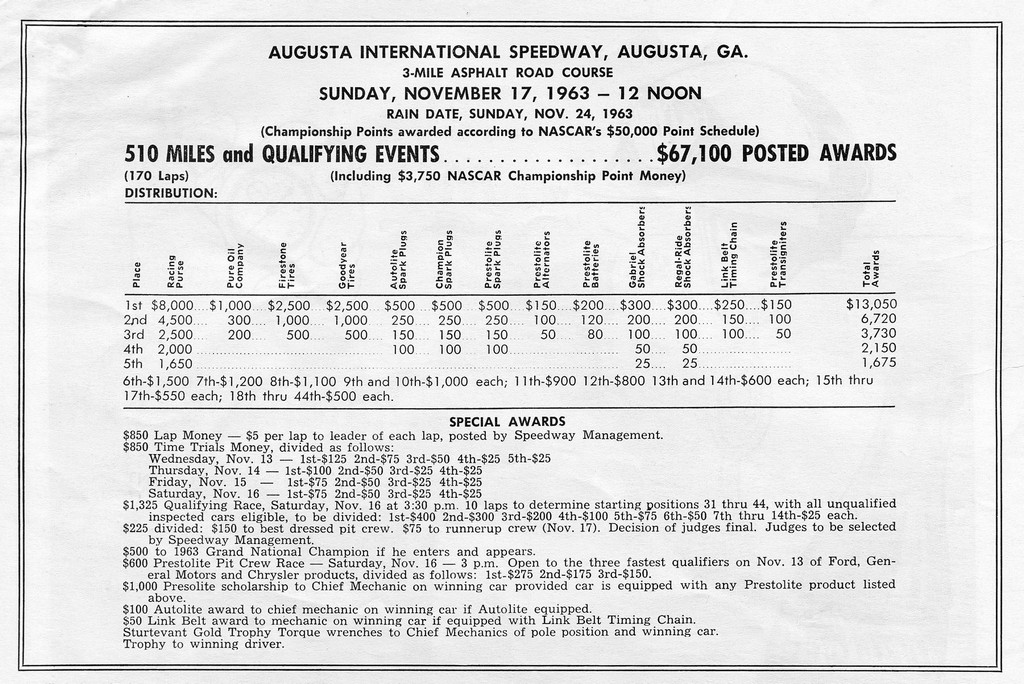 AUGUSTA INTERNATIONAL SPEEDWAY, AUGUSTA, GA.
3-MILE ASPHALT ROAD COURSE
SUNDAY, NOVEMBER 17, 1963 — 12 NOON
RAIN DATE, SUNDAY, NOV. 24, 1963
(Championship Points awarded according to NASCAR's $50,000 Point Schedule)
510 MILES and QUALIFYING EVENTS...................$67,100 POSTED AWARDS
(170 Laps) (Including $3,750 NASCAR Championship Point Money)
DISTRIBUTION:
Place Racing Purse Pure Oil Company Firestone Tires Goodyear Tires Autolite Spark Plugs Champion Spark Plugs Prestolite Spark Plugs Prestolite Alternators Prestolite Batteries Gabriel Shock Absorbers Regal-Ride Shock Absorbers Link Belt Timing Chain Prestolite Transigniters Total Awards
1st $8,000....$1,000....$2,500....$2,500....$500....$500....$500....$150....$200....$300....$300....$250....$150 $13,050
2nd 4,500.... 300.... 1,000.... 1,000.... 250.... 250.... 250.... 100.... 120.... 200.... 200.... 150.... 100 6,720
3rd 2,500.... 200.... 500.... 500.... 150.... 150.... 150.... 50.... 80.... 100.... 100.... 100.... 50 3,730
4th 2,000.... 100.... 100.... 100.... 50.... 50.... 2,150
5th 1,650.... 25.... 25.... 1,675
6th-$1,500 7th-$1,200 8th-$1,100 9th and 10th-$1,000 each; 11th-$900 12th-$800 13th and 14th-$600 each; 15th thru
17th-$550 each; 18th thru 44th-$500 each.
SPECIAL AWARDS
$850 Lap Money — $5 per lap to leader of each lap, posted by Speedway Management.
$850 Time Trials Money, divided as follows:
Wednesday, Nov. 13 — 1st-$125 2nd-$75 3rd-$50 4th-$25 5th-$25
Thursday, Nov. 14 — 1st-$100 2nd-$50 3rd-$25 4th-$25
Friday, Nov. 15 — 1st-$75 2nd-$50 3rd-$25 4th-$25
Saturday, Nov. 16 — 1st-$75 2nd-$50 3rd-$25 4th-$25
$1,325 Qualifying Race, Saturday, Nov. 16 at 3:30 p.m. 10 laps to determine starting positions 31 thru 44, with all unqualified
inspected cars eligible, to be divided: 1st-$400 2nd-$300 3rd-$200 4th-$100 5th-$75 6th-$50 7th thru 14th-$25 each.
$225 divided: $150 to best dressed pit crew. $75 to runnerup crew (Nov. 17). Decision of judges final. Judges to be selected
by Speedway Management.
$500 to 1963 Grand National Champion if he enters and appears.
$600 Prestolite Pit Crew Race — Saturday, Nov. 16 — 3 p.m. Open to the three fastest qualifiers on Nov. 13 of Ford, Gen-
eral Motors and Chrysler products, divided as follows: 1st-$275 2nd-$175 3rd-$150.
$1,000 Presolite scholarship to Chief Mechanic on winning car provided car is equipped with any Prestolite product listed
above.
$100 Autolite award to chief mechanic on winning car if Autolite equipped.
$50 Link Belt award to mechanic on winning car if equipped with Link Belt Timing Chain.
Sturtevant Gold Trophy Torque wrenches to Chief Mechanics of pole position and winning car.
Trophy to winning driver.